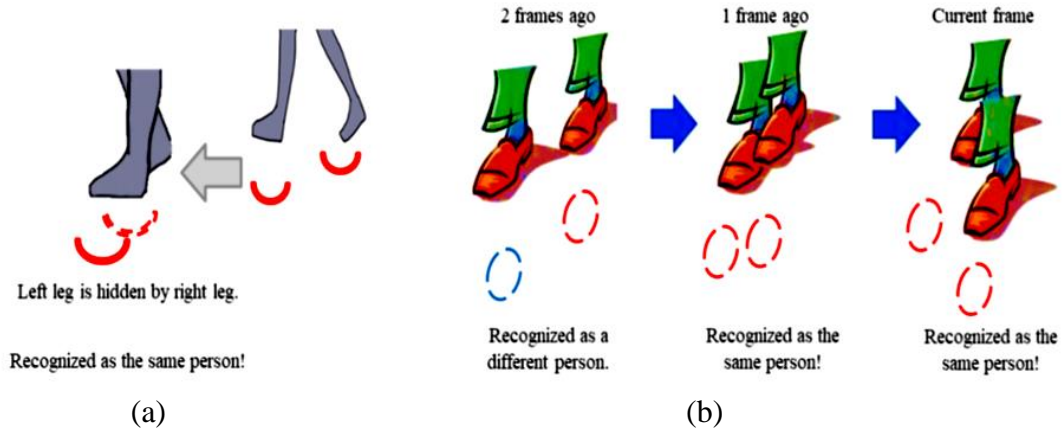 2 frames ago
1 frame ago
Current frame
Left leg is hidden by right leg.
Recognized as the same person!
Recognized as a
different person.
Recognized as the
same person!
Recognized as the
same person!
(a)
(b)